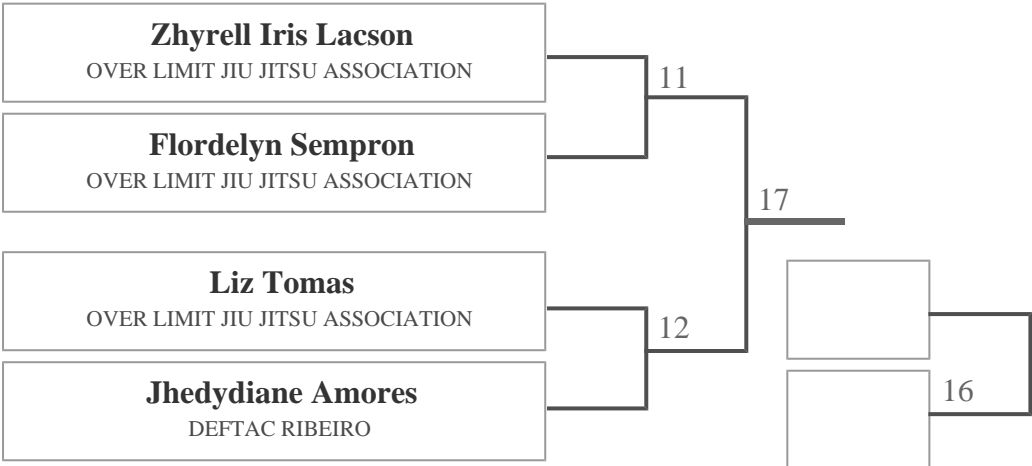 Zhyrell Iris Lacson
OVER LIMIT JIU JITSU ASSOCIATION
11
Flordelyn Sempron
OVER LIMIT JIU JITSU ASSOCIATION
17
Liz Tomas
OVER LIMIT JIU JITSU ASSOCIATION
12
Jhedydiane Amores
DEFTAC RIBEIRO
16